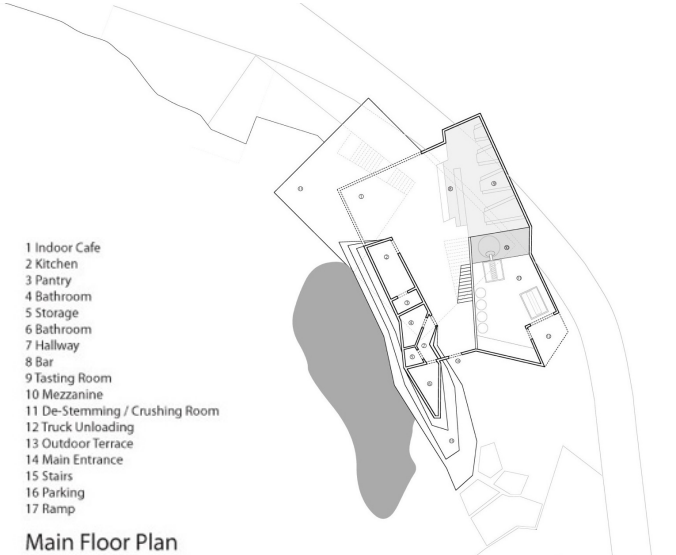 1 Indoor Cafe
2 Kitchen
3 Pantry
4 Bathroom
5 Storage
6 Bathroom
7 Hallway
8 Bar
9 Tasting Room
10 Mezzanine
11 De-Stemming / Crushing Room
12 Truck Unloading
13 Outdoor Terrace
14 Main Entrance
15 Stairs
16 Parking
17 Ramp
Main Floor Plan